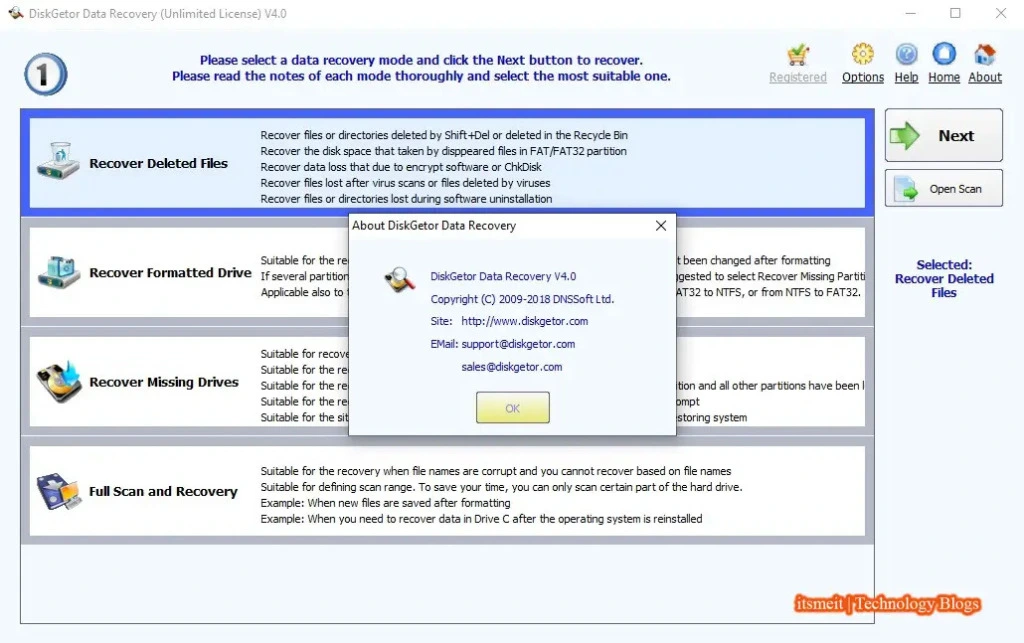 DiskGetor Data Recovery (Unlimited License) V4.0
1
Please select a data recovery mode and click the Next button to recover.
Please read the notes of each mode thoroughly and select the most suitable one.
Registered
Options
Help
Home
About
Recover Deleted Files
Recover files or directories deleted by Shift+Del or deleted in the Recycle Bin
Recover the disk space that taken by disppeared files in FAT/FAT32 partition
Recover data loss that due to encrypt software or ChkDisk
Recover files lost after virus scans or files deleted by viruses
Recover files or directories lost during software uninstallation
Next
Open Scan
Selected:
Recover Deleted
Files
Recover Formatted Drive
Suitable for the re
t been changed after formatting
If several partition
ggested to select Recover Missing Partiti
Applicable also to
AT32 to NTFS, or from NTFS to FAT32.
Recover Missing Drives
Suitable for recove
Suitable for the re
Suitable for the re
ition and all other partitions have been l
Suitable for the re
ompt
Suitable for the sit
storing system
Full Scan and Recovery
Suitable for the recovery when file names are corrupt and you cannot recover based on file names
Suitable for defining scan range. To save your time, you can only scan certain part of the hard drive.
Example: When new files are saved after formatting
Example: When you need to recover data in Drive C after the operating system is reinstalled
About DiskGetor Data Recovery
DiskGetor Data Recovery V4.0
Copyright (C) 2009-2018 DNSSoft Ltd.
Site: http://www.diskgetor.com
EMail: support@diskgetor.com
sales@diskgetor.com
OK
itsmeit | Technology Blogs